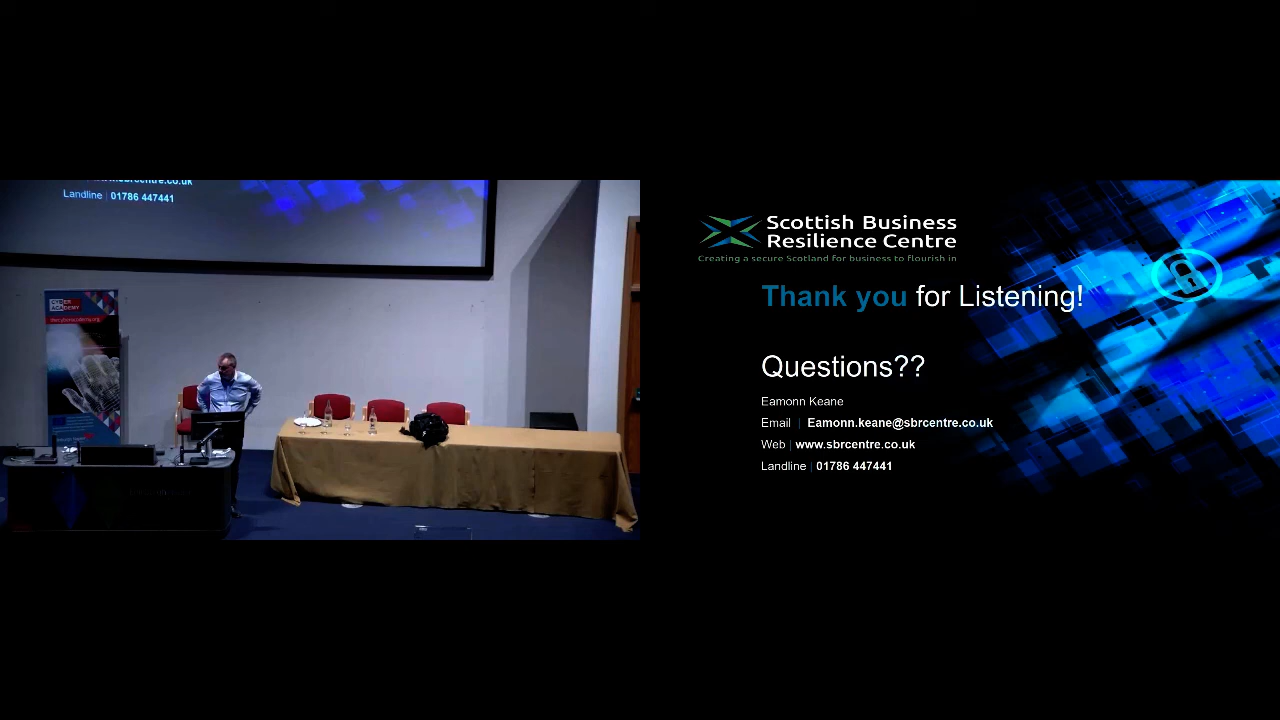 Landline | 01786 447441
Scottish Business
Resilience Centre
Creating a secure Scotland for business to flourish in
Thank you for Listening!
Questions??
Eamonn Keane
Email | Eamonn.keane@sbrcentre.co.uk
Web | www.sbrcentre.co.uk
Landline | 01786 447441